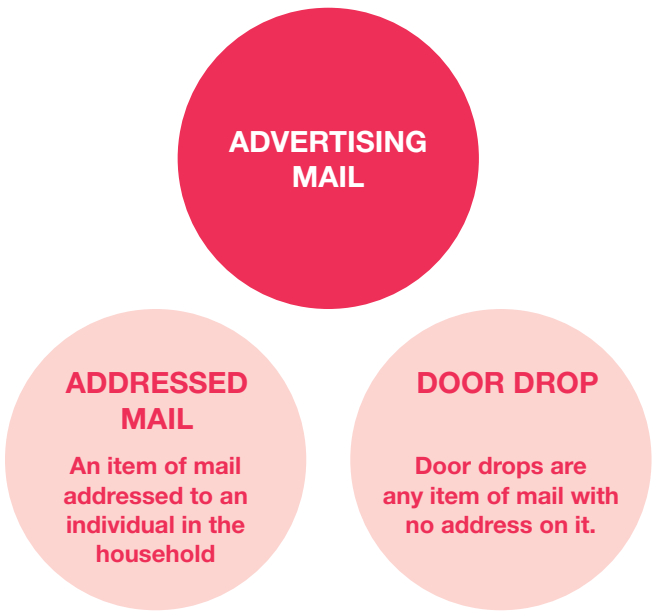 ADVERTISING
MAIL
ADDRESSED
MAIL
An item of mail
addressed to an
individual in the
household
DOOR DROP
Door drops are
any item of mail with
no address on it.